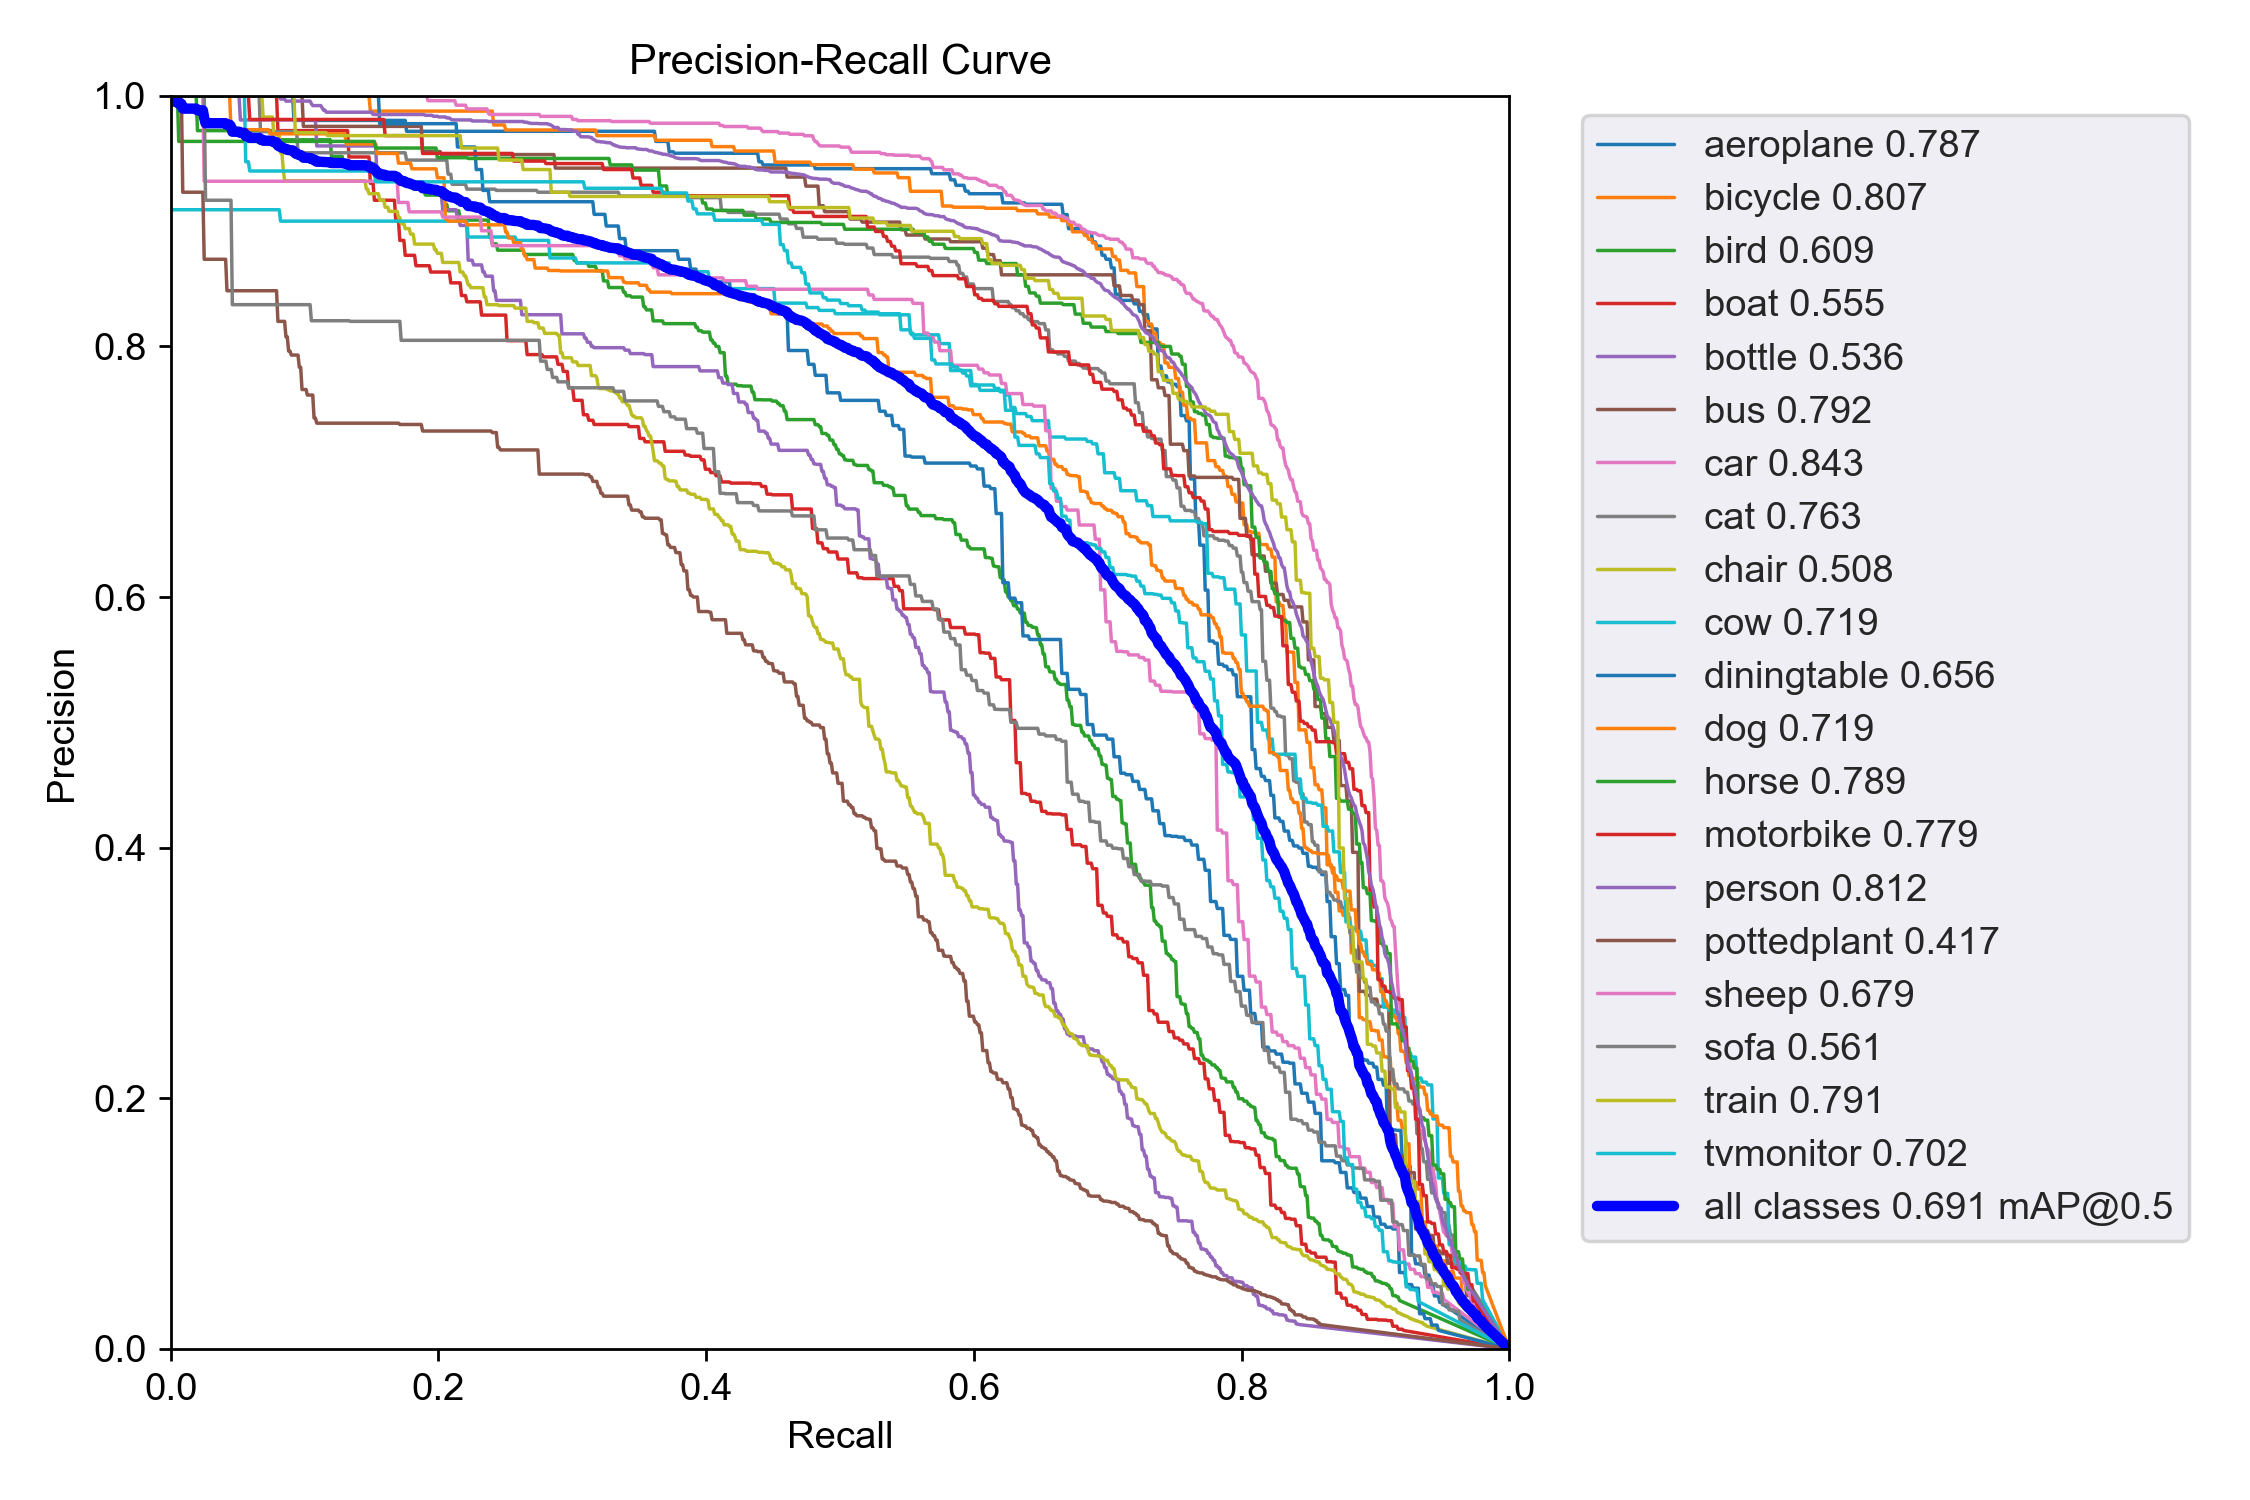 Precision-Recall Curve
1.0
0.8
0.6
0.4
0.2
0.0
Precision
0.0 0.2 0.4 0.6 0.8 1.0
Recall
aeroplane 0.787
bicycle 0.807
bird 0.609
boat 0.555
bottle 0.536
bus 0.792
car 0.843
cat 0.763
chair 0.508
cow 0.719
diningtable 0.656
dog 0.719
horse 0.789
motorbike 0.779
person 0.812
pottedplant 0.417
sheep 0.679
sofa 0.561
train 0.791
tvmonitor 0.702
all classes 0.691 mAP@0.5